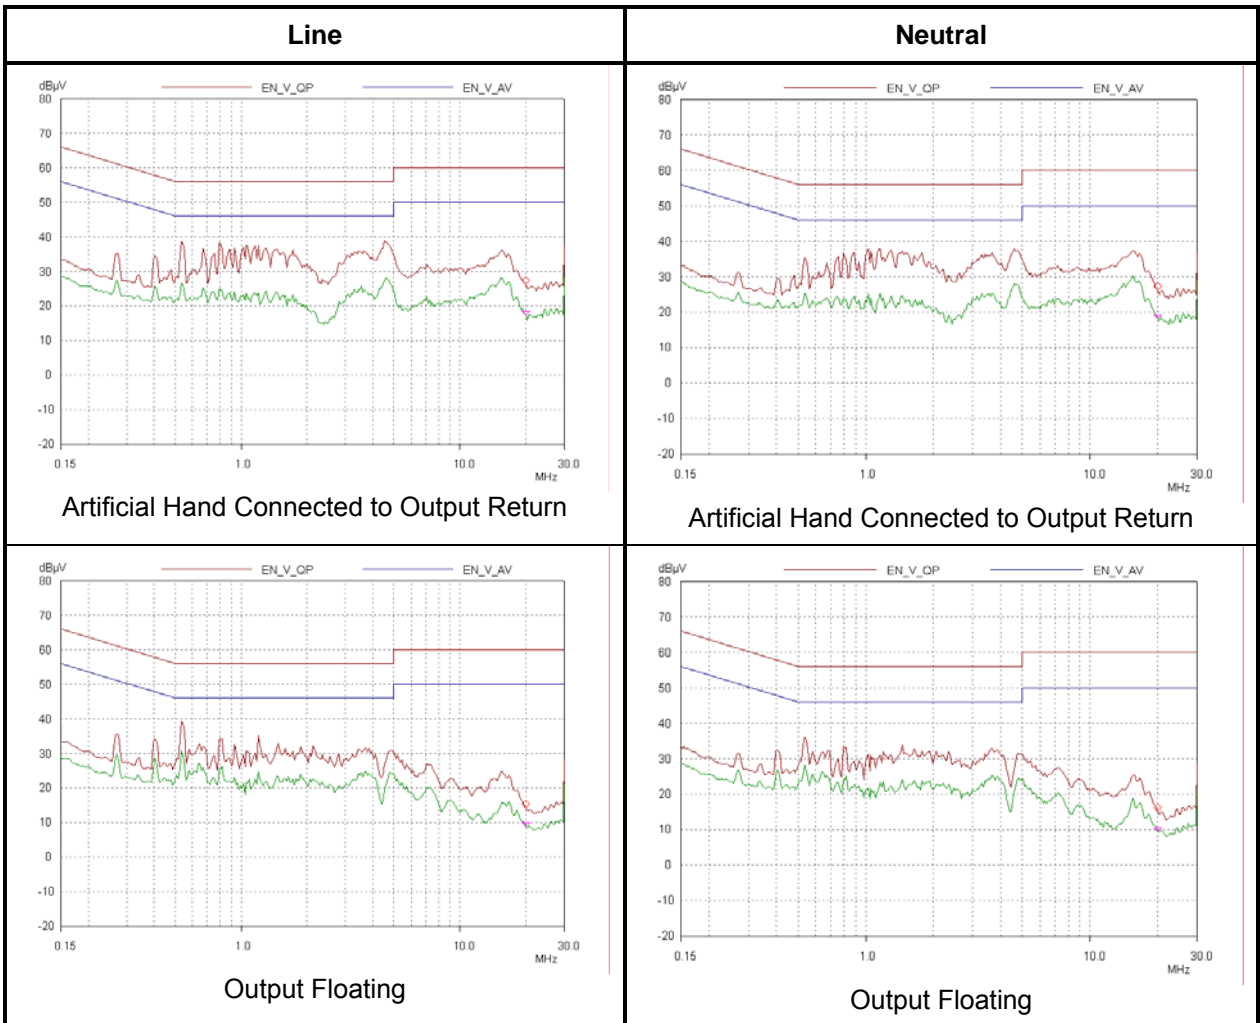 Line
Neutral
dBµV
EN_V_QP
EN_V_AV
80
70
60
50
40
30
20
10
0
-10
-20
0.15
1.0
10.0
30.0
MHz
Artificial Hand Connected to Output Return
dBµV
EN_V_QP
EN_V_AV
80
70
60
50
40
30
20
10
0
-10
-20
0.15
1.0
10.0
30.0
MHz
Artificial Hand Connected to Output Return
dBµV
EN_V_QP
EN_V_AV
80
70
60
50
40
30
20
10
0
-10
-20
0.15
1.0
10.0
30.0
MHz
Output Floating
dBµV
EN_V_QP
EN_V_AV
80
70
60
50
40
30
20
10
0
-10
-20
0.15
1.0
10.0
30.0
MHz
Output Floating